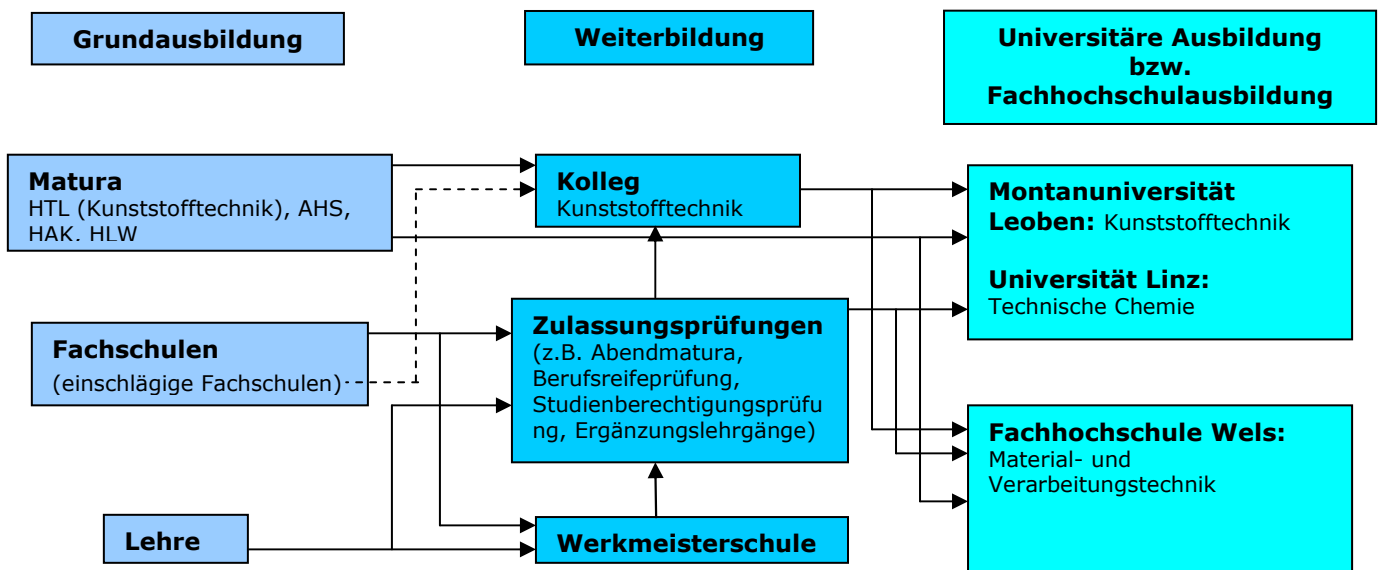 Grundausbildung
Weiterbildung
Universitäre Ausbildung
bzw.
Fachhochschulausbildung
Matura
HTL (Kunststofftechnik), AHS,
HAK, HLW
Kolleg
Kunststofftechnik
Montanuniversität
Leoben: Kunststofftechnik
Universität Linz:
Technische Chemie
Fachschulen
(einschlägige Fachschulen)
Zulassungsprüfungen
(z.B. Abendmatura,
Berufsreifeprüfung,
Studienberechtigungsprüfu
ng, Ergänzungslehrgänge)
Fachhochschule Wels:
Material- und
Verarbeitungstechnik
Lehre
Werkmeisterschule